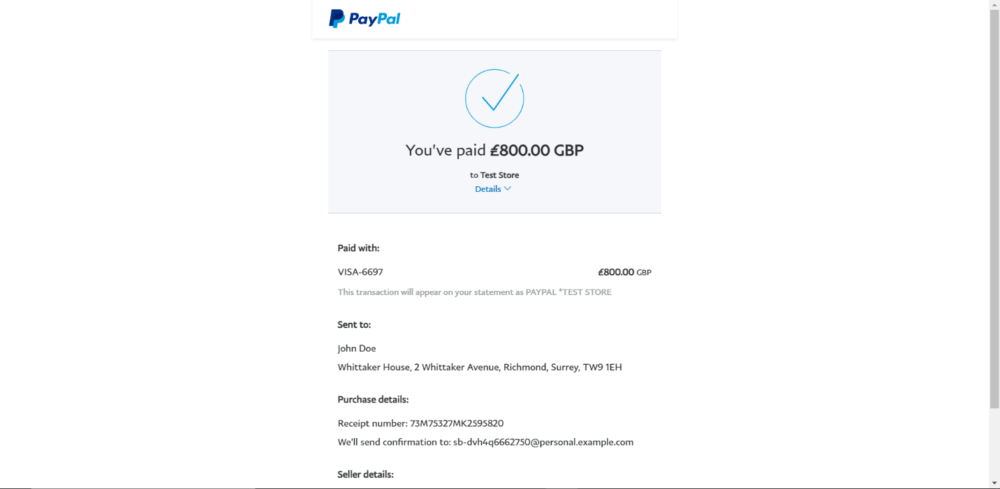 PayPal
You've paid £800.00 GBP
to Test Store
Details
Paid with:
VISA-6697 £800.00 GBP
This transaction will appear on your statement as PAYPAL *TEST STORE
Sent to:
John Doe
Whittaker House, 2 Whittaker Avenue, Richmond, Surrey, TW9 1EH
Purchase details:
Receipt number: 73M75327MK2595820
We'll send confirmation to: sb-dvh4q6662750@personal.example.com
Seller details: